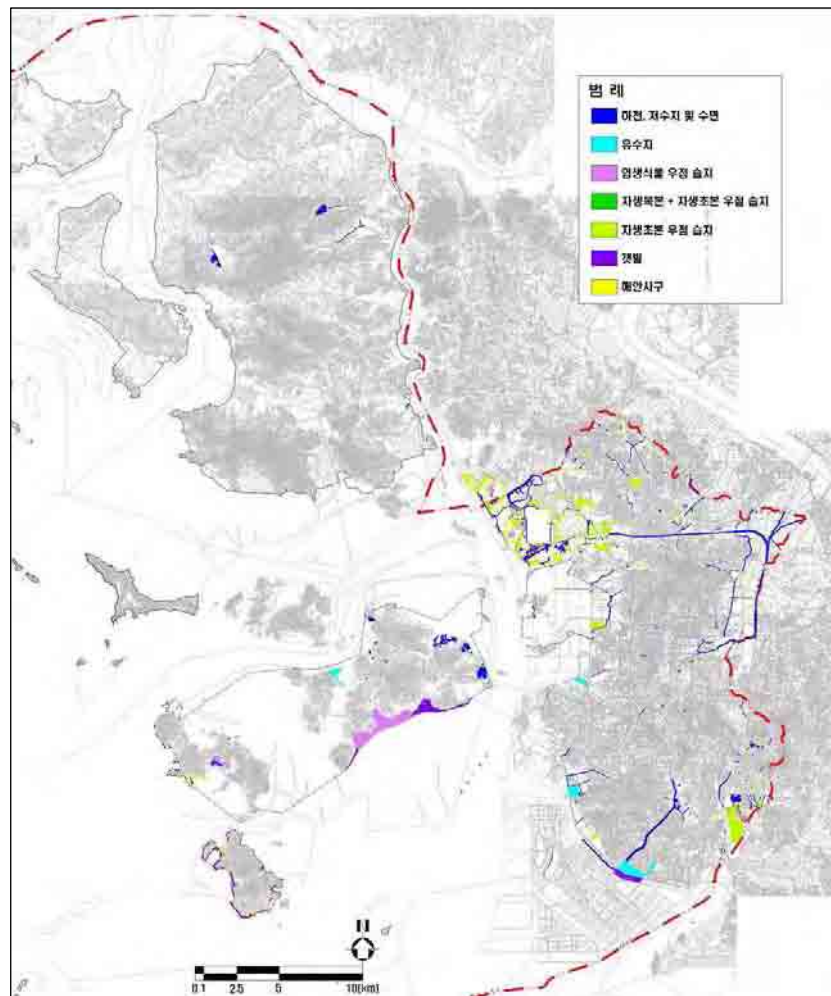 범 례
하천, 저수지 및 수면
유수지
염생식물 우점 습지
자생목본 + 자생초본 우점 습지
자생초본 우점 습지
갯벌
해안사구
0.1 2.5 5 10(km)